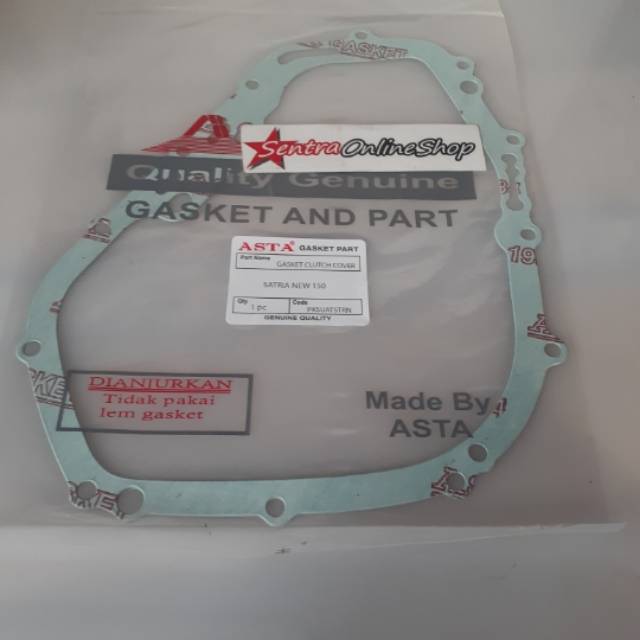 GASKET
SentraOnlineShop
Quality Genuine
GASKET AND PART
ASTA® GASKET PART
Part Name
GASKET CLUTCH COVER
SATRIA NEW 150
Qty
1 pc
Code
GENUINE QUALITY
DIANJURKAN
Tidak pakai
lem gasket
Made By
ASTA